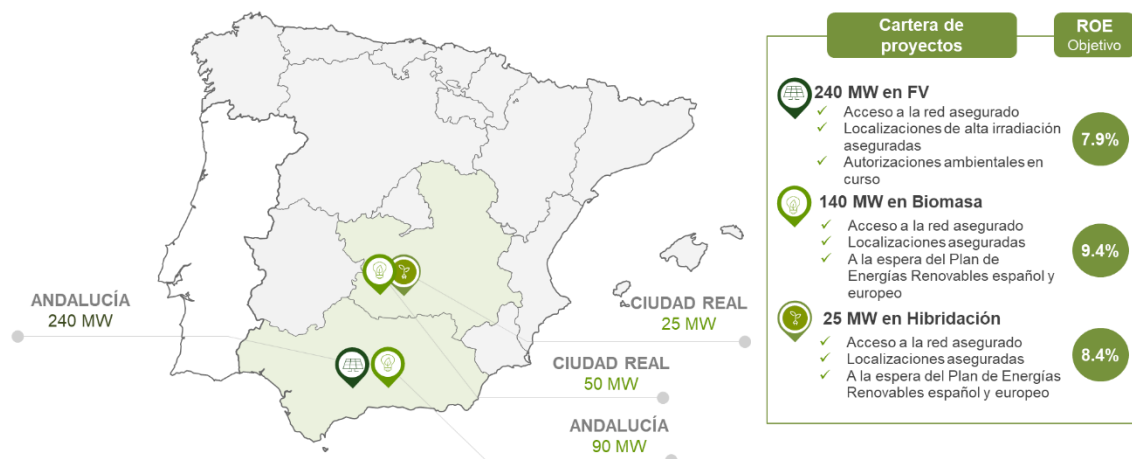 ANDALUCÍA
240 MW
CIUDAD REAL
25 MW
CIUDAD REAL
50 MW
ANDALUCÍA
90 MW
Cartera de
proyectos
ROE
Objetivo
240 MW en FV
✓ Acceso a la red asegurado
✓ Localizaciones de alta irradiación
aseguradas
✓ Autorizaciones ambientales en
curso
7.9%
140 MW en Biomasa
✓ Acceso a la red asegurado
✓ Localizaciones aseguradas
✓ A la espera del Plan de
Energías Renovables español y
europeo
9.4%
25 MW en Hibridación
✓ Acceso a la red asegurado
✓ Localizaciones aseguradas
✓ A la espera del Plan de Energías
Renovables español y europeo
8.4%